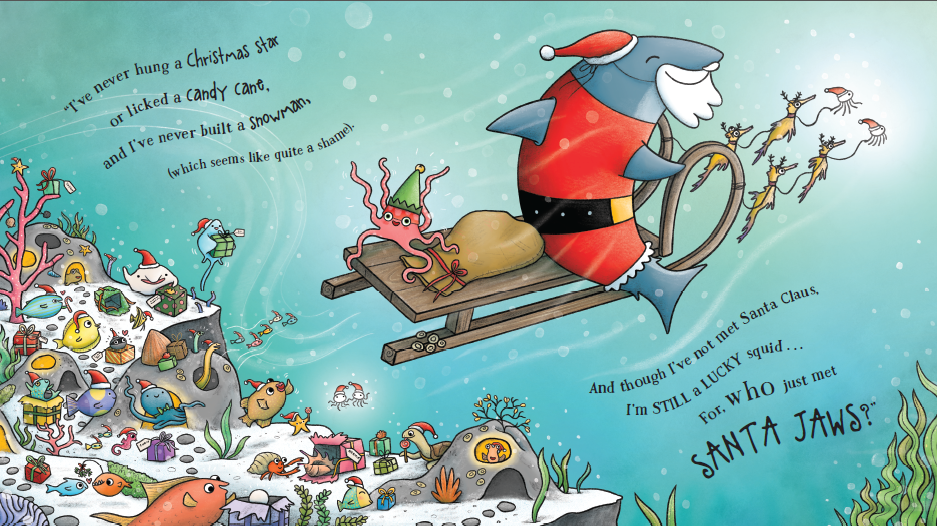 "I've never hung a Christmas star
or licked a candy cane,
and I've never built a snowman,
(which seems like quite a shame).
And though I've not met Santa Claus,
I'm STILL a LUCKY squid . . .
For, who just met
SANTA JAWS?"